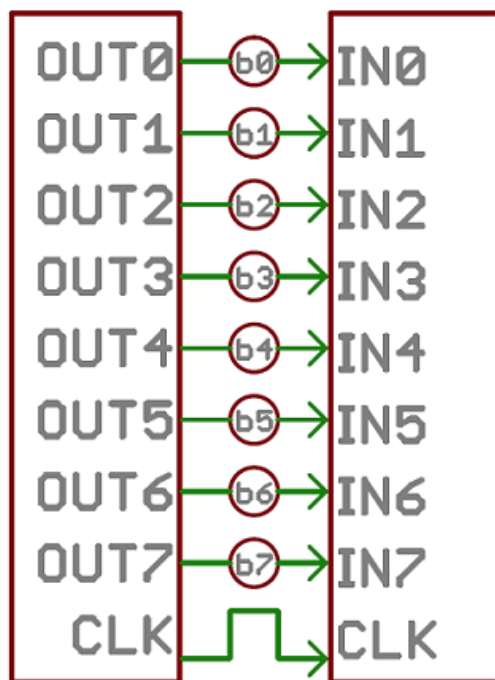 OUT0 b0 IN0
OUT1 b1 IN1
OUT2 b2 IN2
OUT3 b3 IN3
OUT4 b4 IN4
OUT5 b5 IN5
OUT6 b6 IN6
OUT7 b7 IN7
CLK CLK